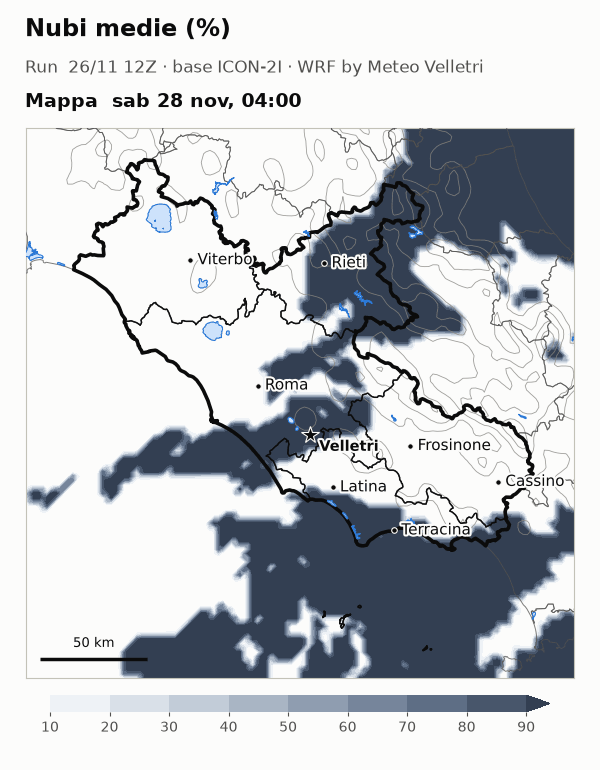 Nubi medie (%)
Run  26/11 12Z · base ICON-2I · WRF by Meteo Velletri
Mappa  sab 28 nov, 04:00
Viterbo
Rieti
Roma
Velletri
Frosinone
Latina
Cassino
Terracina
50 km
10 20 30 40 50 60 70 80 90